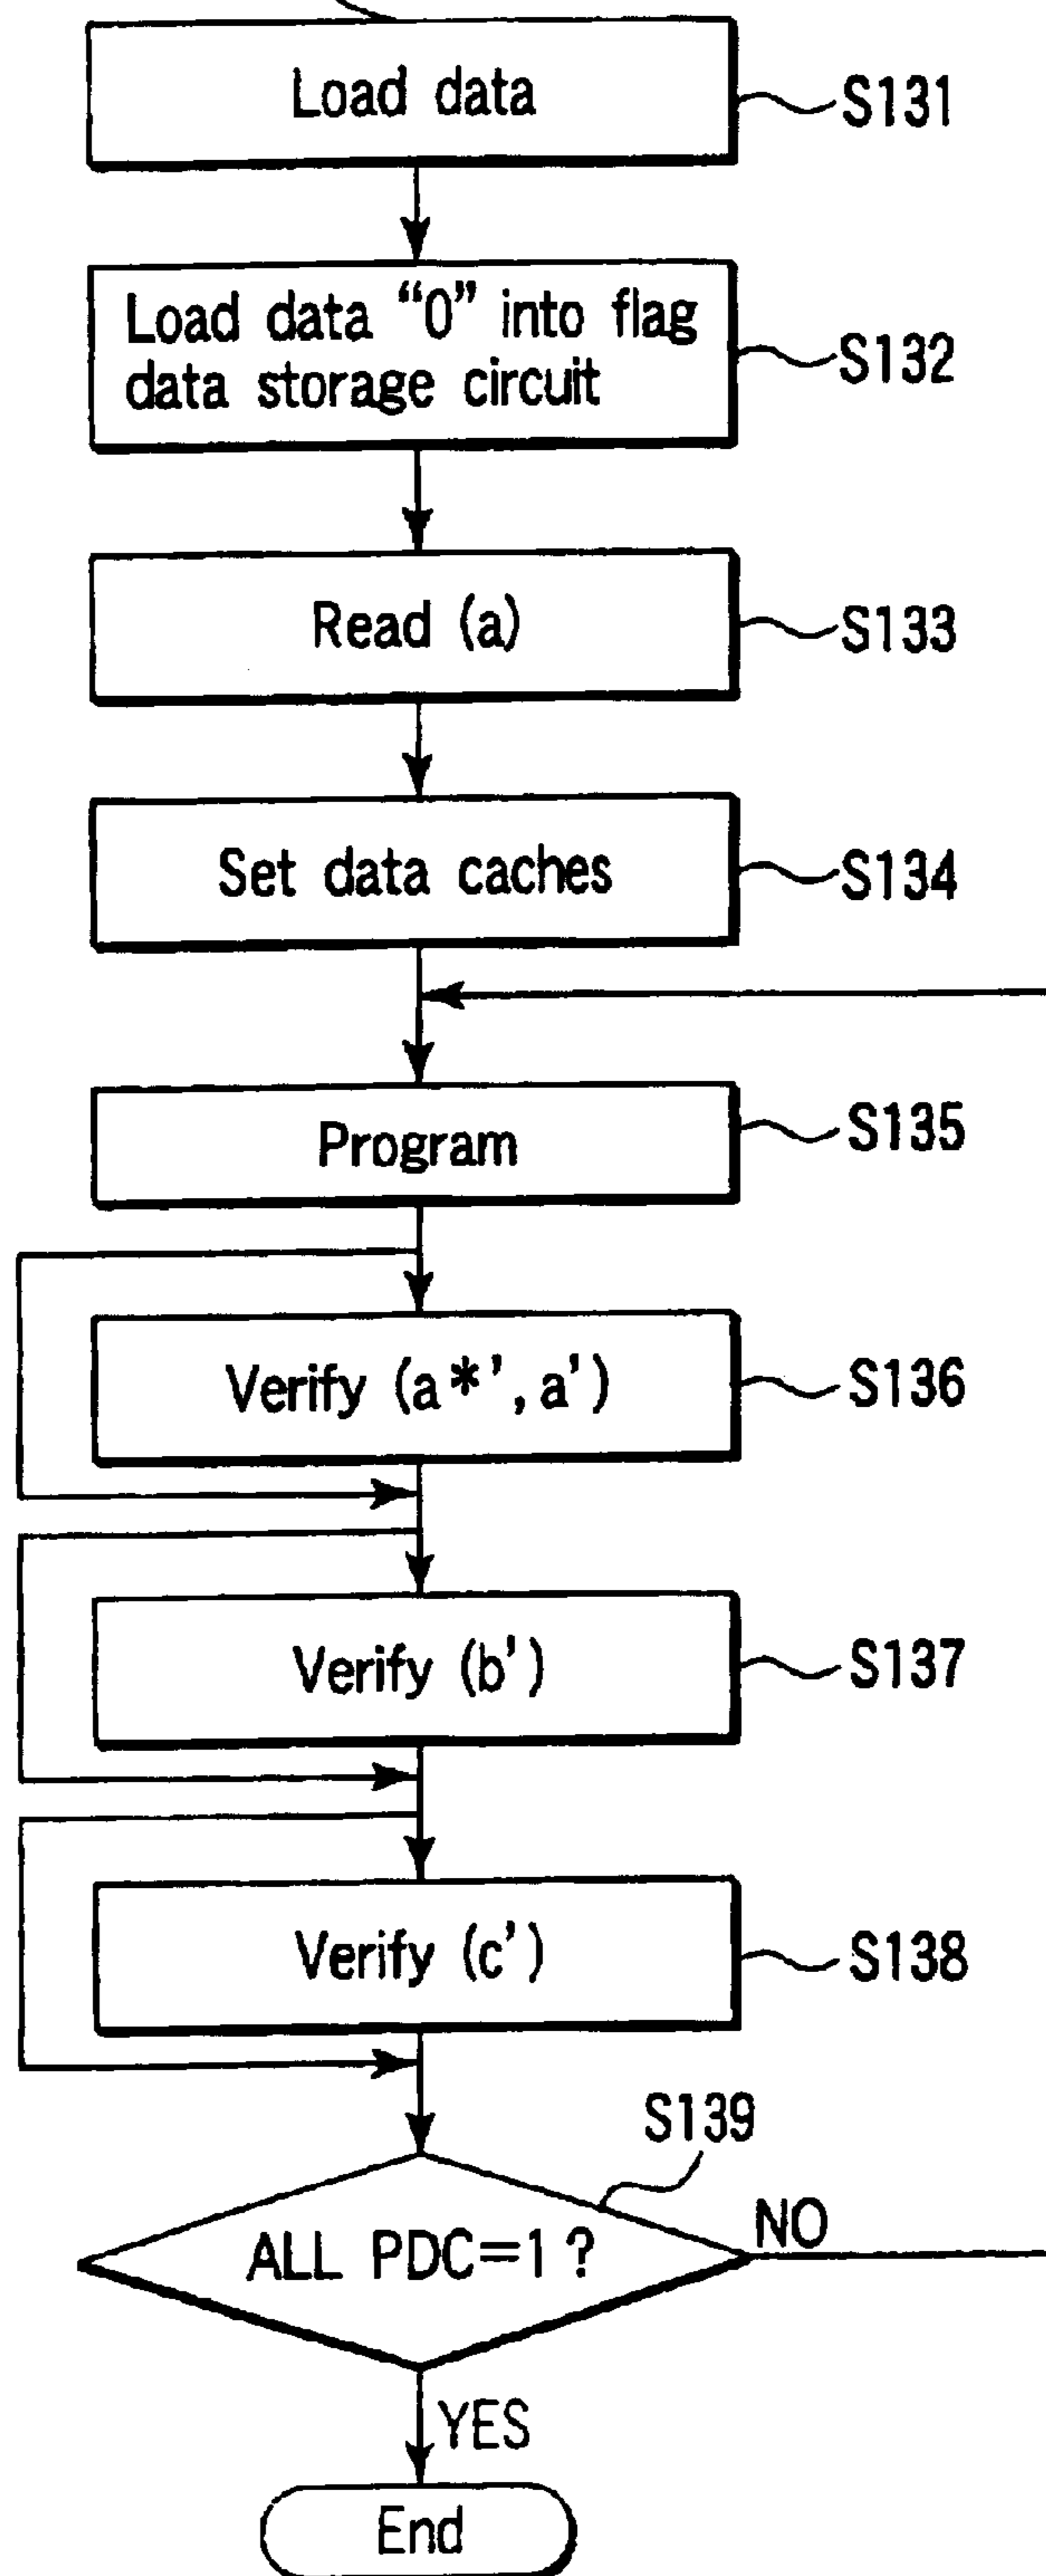 Load data
S131
Load data “0” into flag
data storage circuit
S132
Read (a)
S133
Set data caches
S134
Program
S135
Verify (a*', a')
S136
Verify (b')
S137
Verify (c')
S138
S139
ALL PDC=1 ?
NO
YES
End